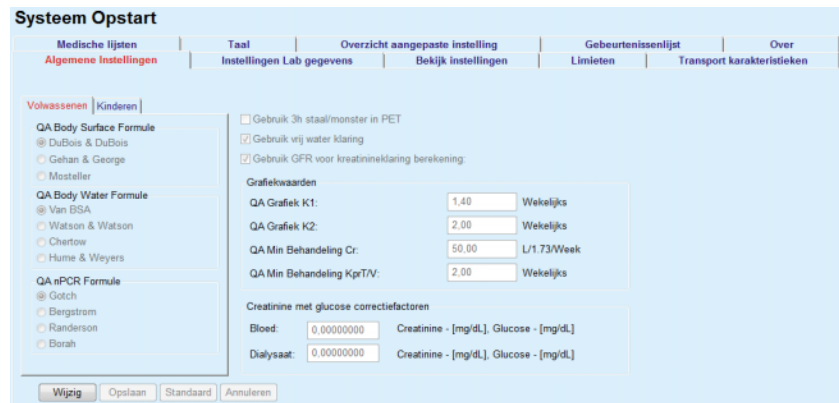 Systeem Opstart
Medische lijsten | Taal | Overzicht aangepaste instelling | Gebeurtenissenlijst | Over
Algemene Instellingen | Instellingen Lab gegevens | Bekijk instellingen | Limieten | Transport karakteristieken
Volwassenen | Kinderen |
QA Body Surface Formule
DuBois & DuBois
Gehan & George
Mosteller
QA Body Water Formule
Van BSA
Watson & Watson
Chertow
Hume & Weyers
QA nPCR Formule
Gotch
Bergstrom
Randerson
Borah
Gebruik 3h staal/monster in PET
Gebruik vrij water klaring
Gebruik GFR voor kreatinineklaring berekening:
Grafiekwaarden
QA Grafiek K1: 1,40 Wekelijks
QA Grafiek K2: 2,00 Wekelijks
QA Min Behandeling Cr: 50,00 L/1.73/Week
QA Min Behandeling KprT/V: 2,00 Wekelijks
Creatinine met glucose correctiefactoren
Bloed: 0,00000000 Creatinine - [mg/dL], Glucose - [mg/dL]
Dialysaat: 0,00000000 Creatinine - [mg/dL], Glucose - [mg/dL]
Wijzig Opslaan Standaard Annuleren